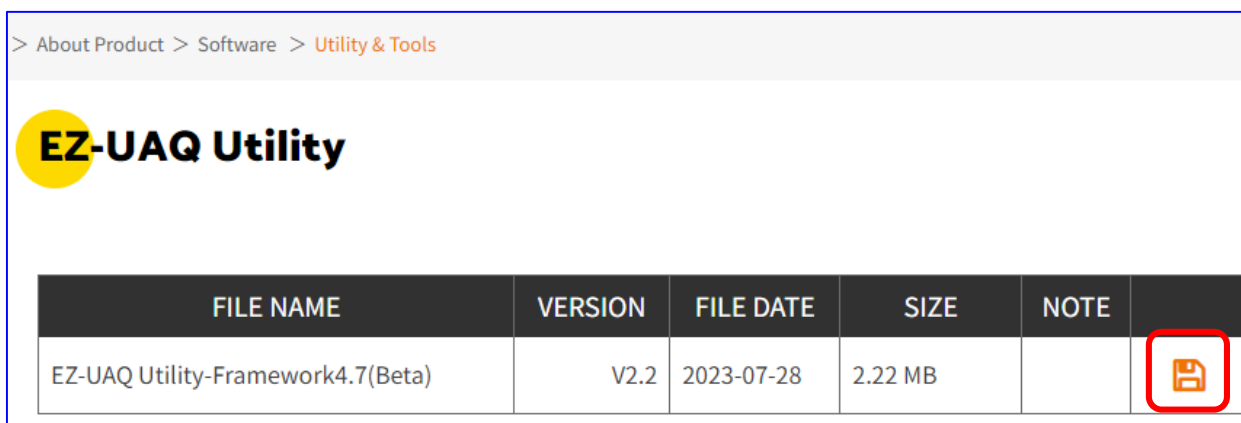 > About Product > Software > Utility & Tools
EZ-UAQ Utility
FILE NAME VERSION FILE DATE SIZE NOTE
EZ-UAQ Utility-Framework4.7(Beta) V2.2 2023-07-28 2.22 MB